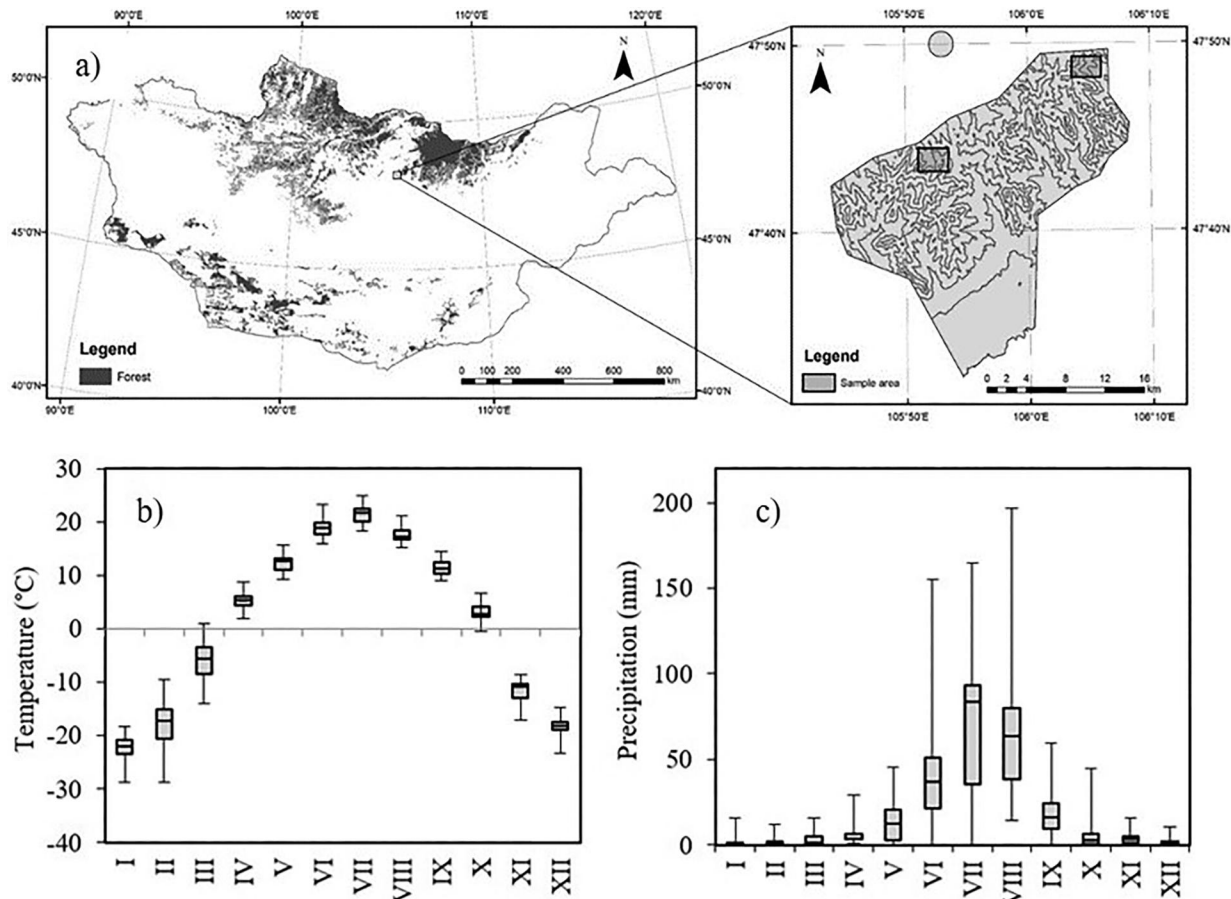 90°0'E 100°0'E 110°0'E 120°0'E
a)
N
50°0'N 50°0'N
45°0'N 45°0'N
40°0'N 40°0'N
Legend
Forest
0 100 200 400 600 800
km
90°0'E 100°0'E 110°0'E
105°50'E 106°0'E 106°10'E
47°50'N 47°50'N
N
47°40'N 47°40'N
Legend
Sample area
0 2 4 8 12 16
km
105°50'E 106°0'E 106°10'E
b)
Temperature (°C)
30
20
10
0
-10
-20
-30
-40
I II III IV V VI VII VIII IX X XI XII
c)
Precipitation (mm)
200
150
100
50
0
I II III IV V VI VII VIII IX X XI XII